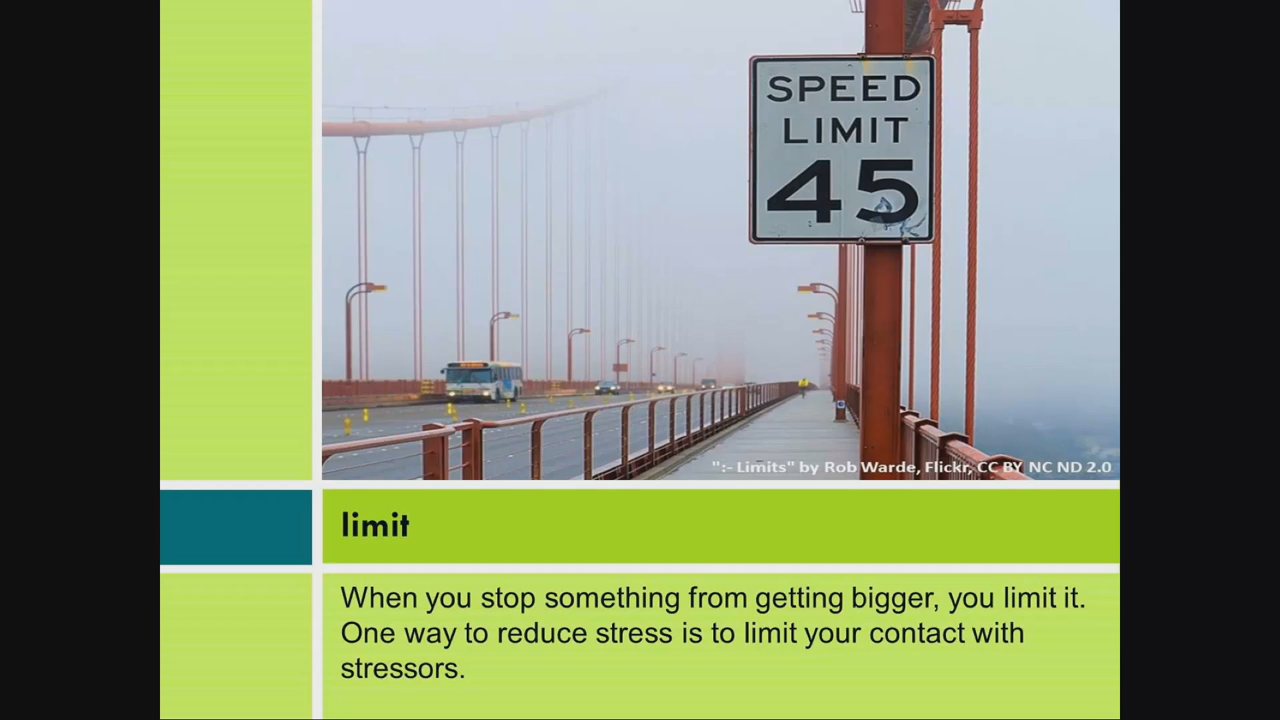 SPEED
LIMIT
45
":- Limits" by Rob Warde, Flickr, CC BY NC ND 2.0
limit
When you stop something from getting bigger, you limit it.
One way to reduce stress is to limit your contact with
stressors.